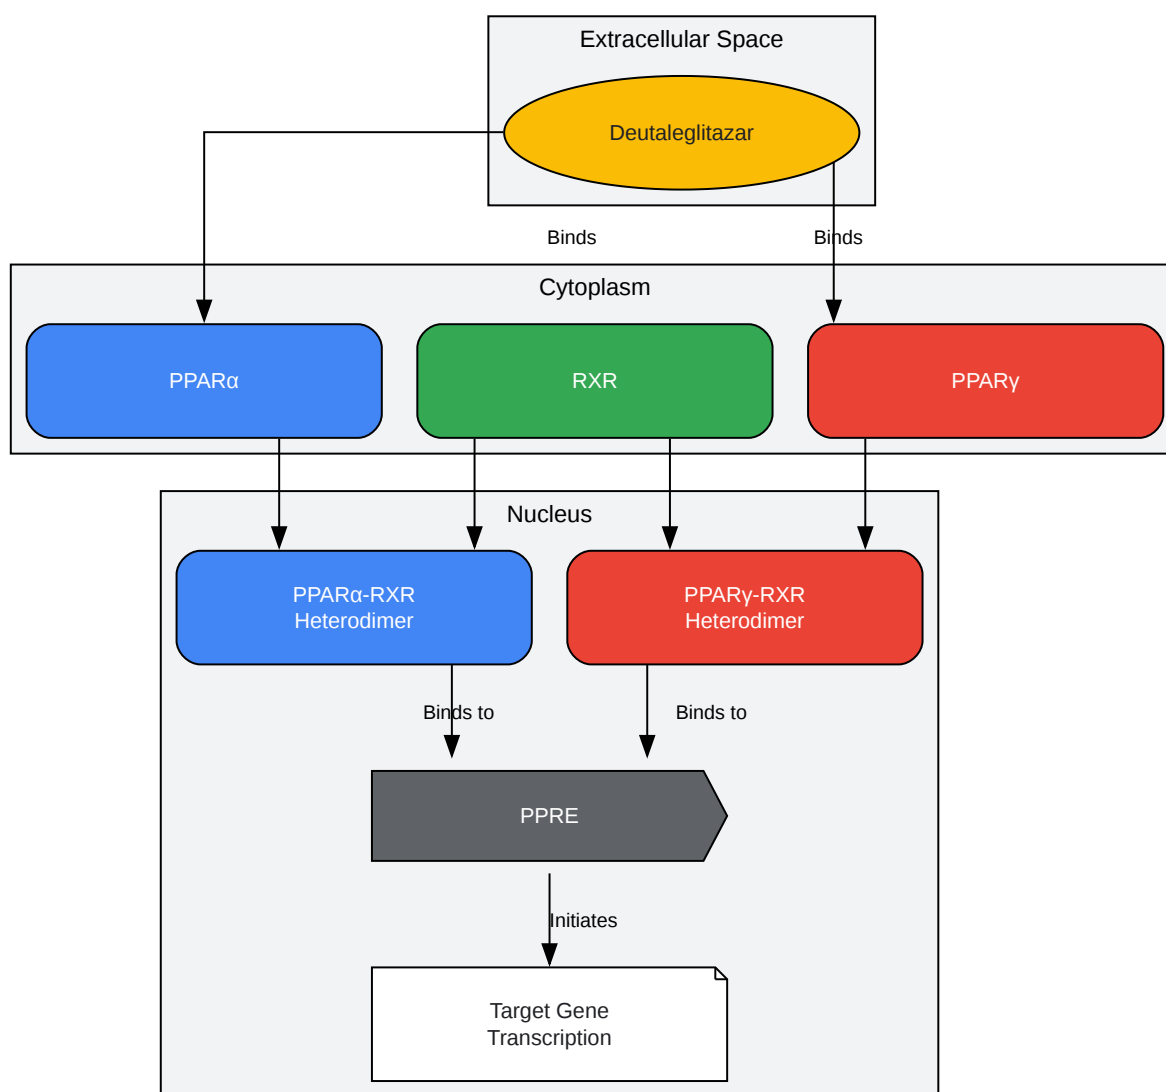 Extracellular Space
Deutaleglitazar
Binds
Binds
Cytoplasm
PPARα
RXR
PPARγ
Nucleus
PPARα-RXR
Heterodimer
PPARγ-RXR
Heterodimer
Binds to
Binds to
PPRE
Initiates
Target Gene
Transcription